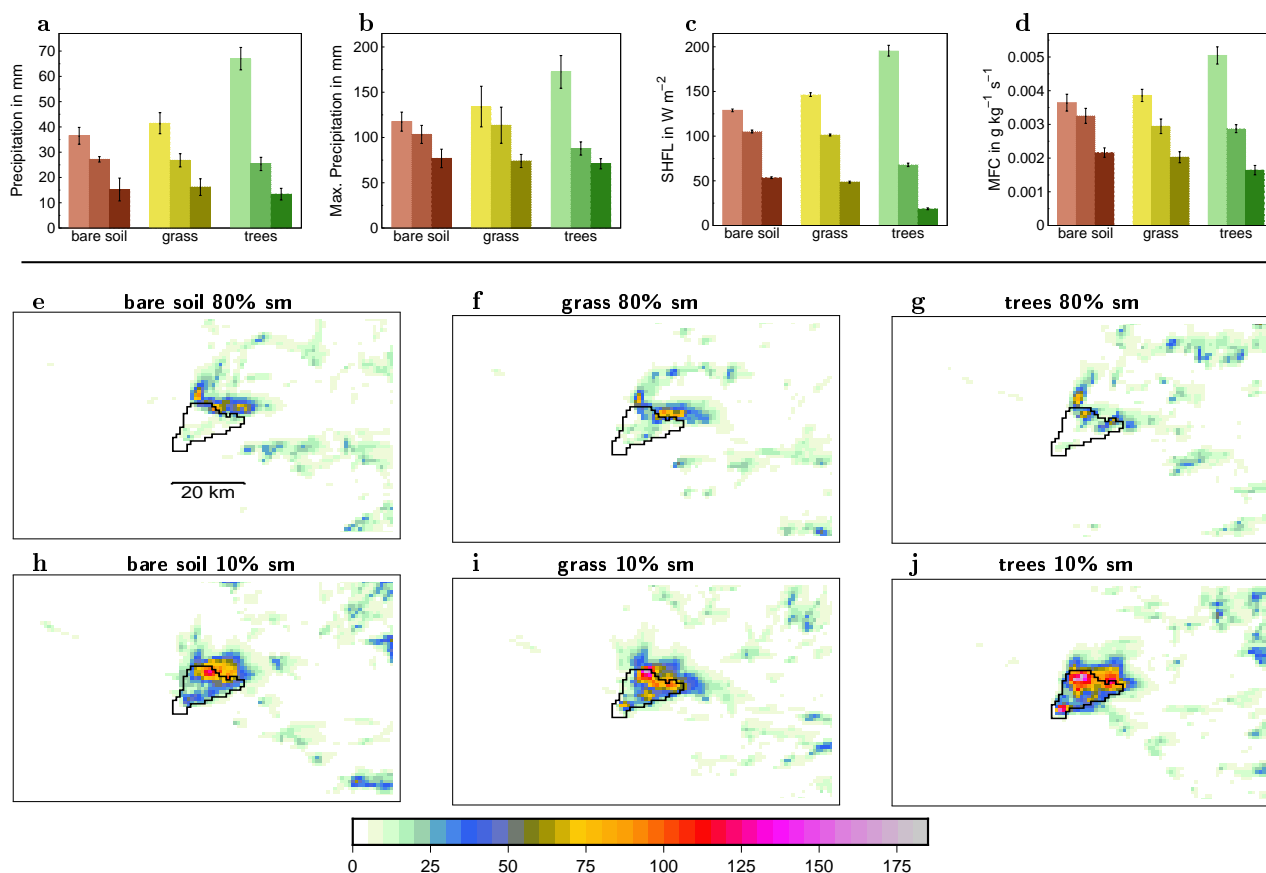 a b c d
Precipitation in mm
0 10 20 30 40 50 60 70
bare soil grass trees
Max. Precipitation in mm
0 50 100 150 200
bare soil grass trees
SHFL in W m−2
0 50 100 150 200
bare soil grass trees
MFC in g kg−1 s−1
0 0.001 0.002 0.003 0.004 0.005
bare soil grass trees
e bare soil 80% sm
f grass 80% sm
g trees 80% sm
20 km
h bare soil 10% sm
i grass 10% sm
j trees 10% sm
0 25 50 75 100 125 150 175